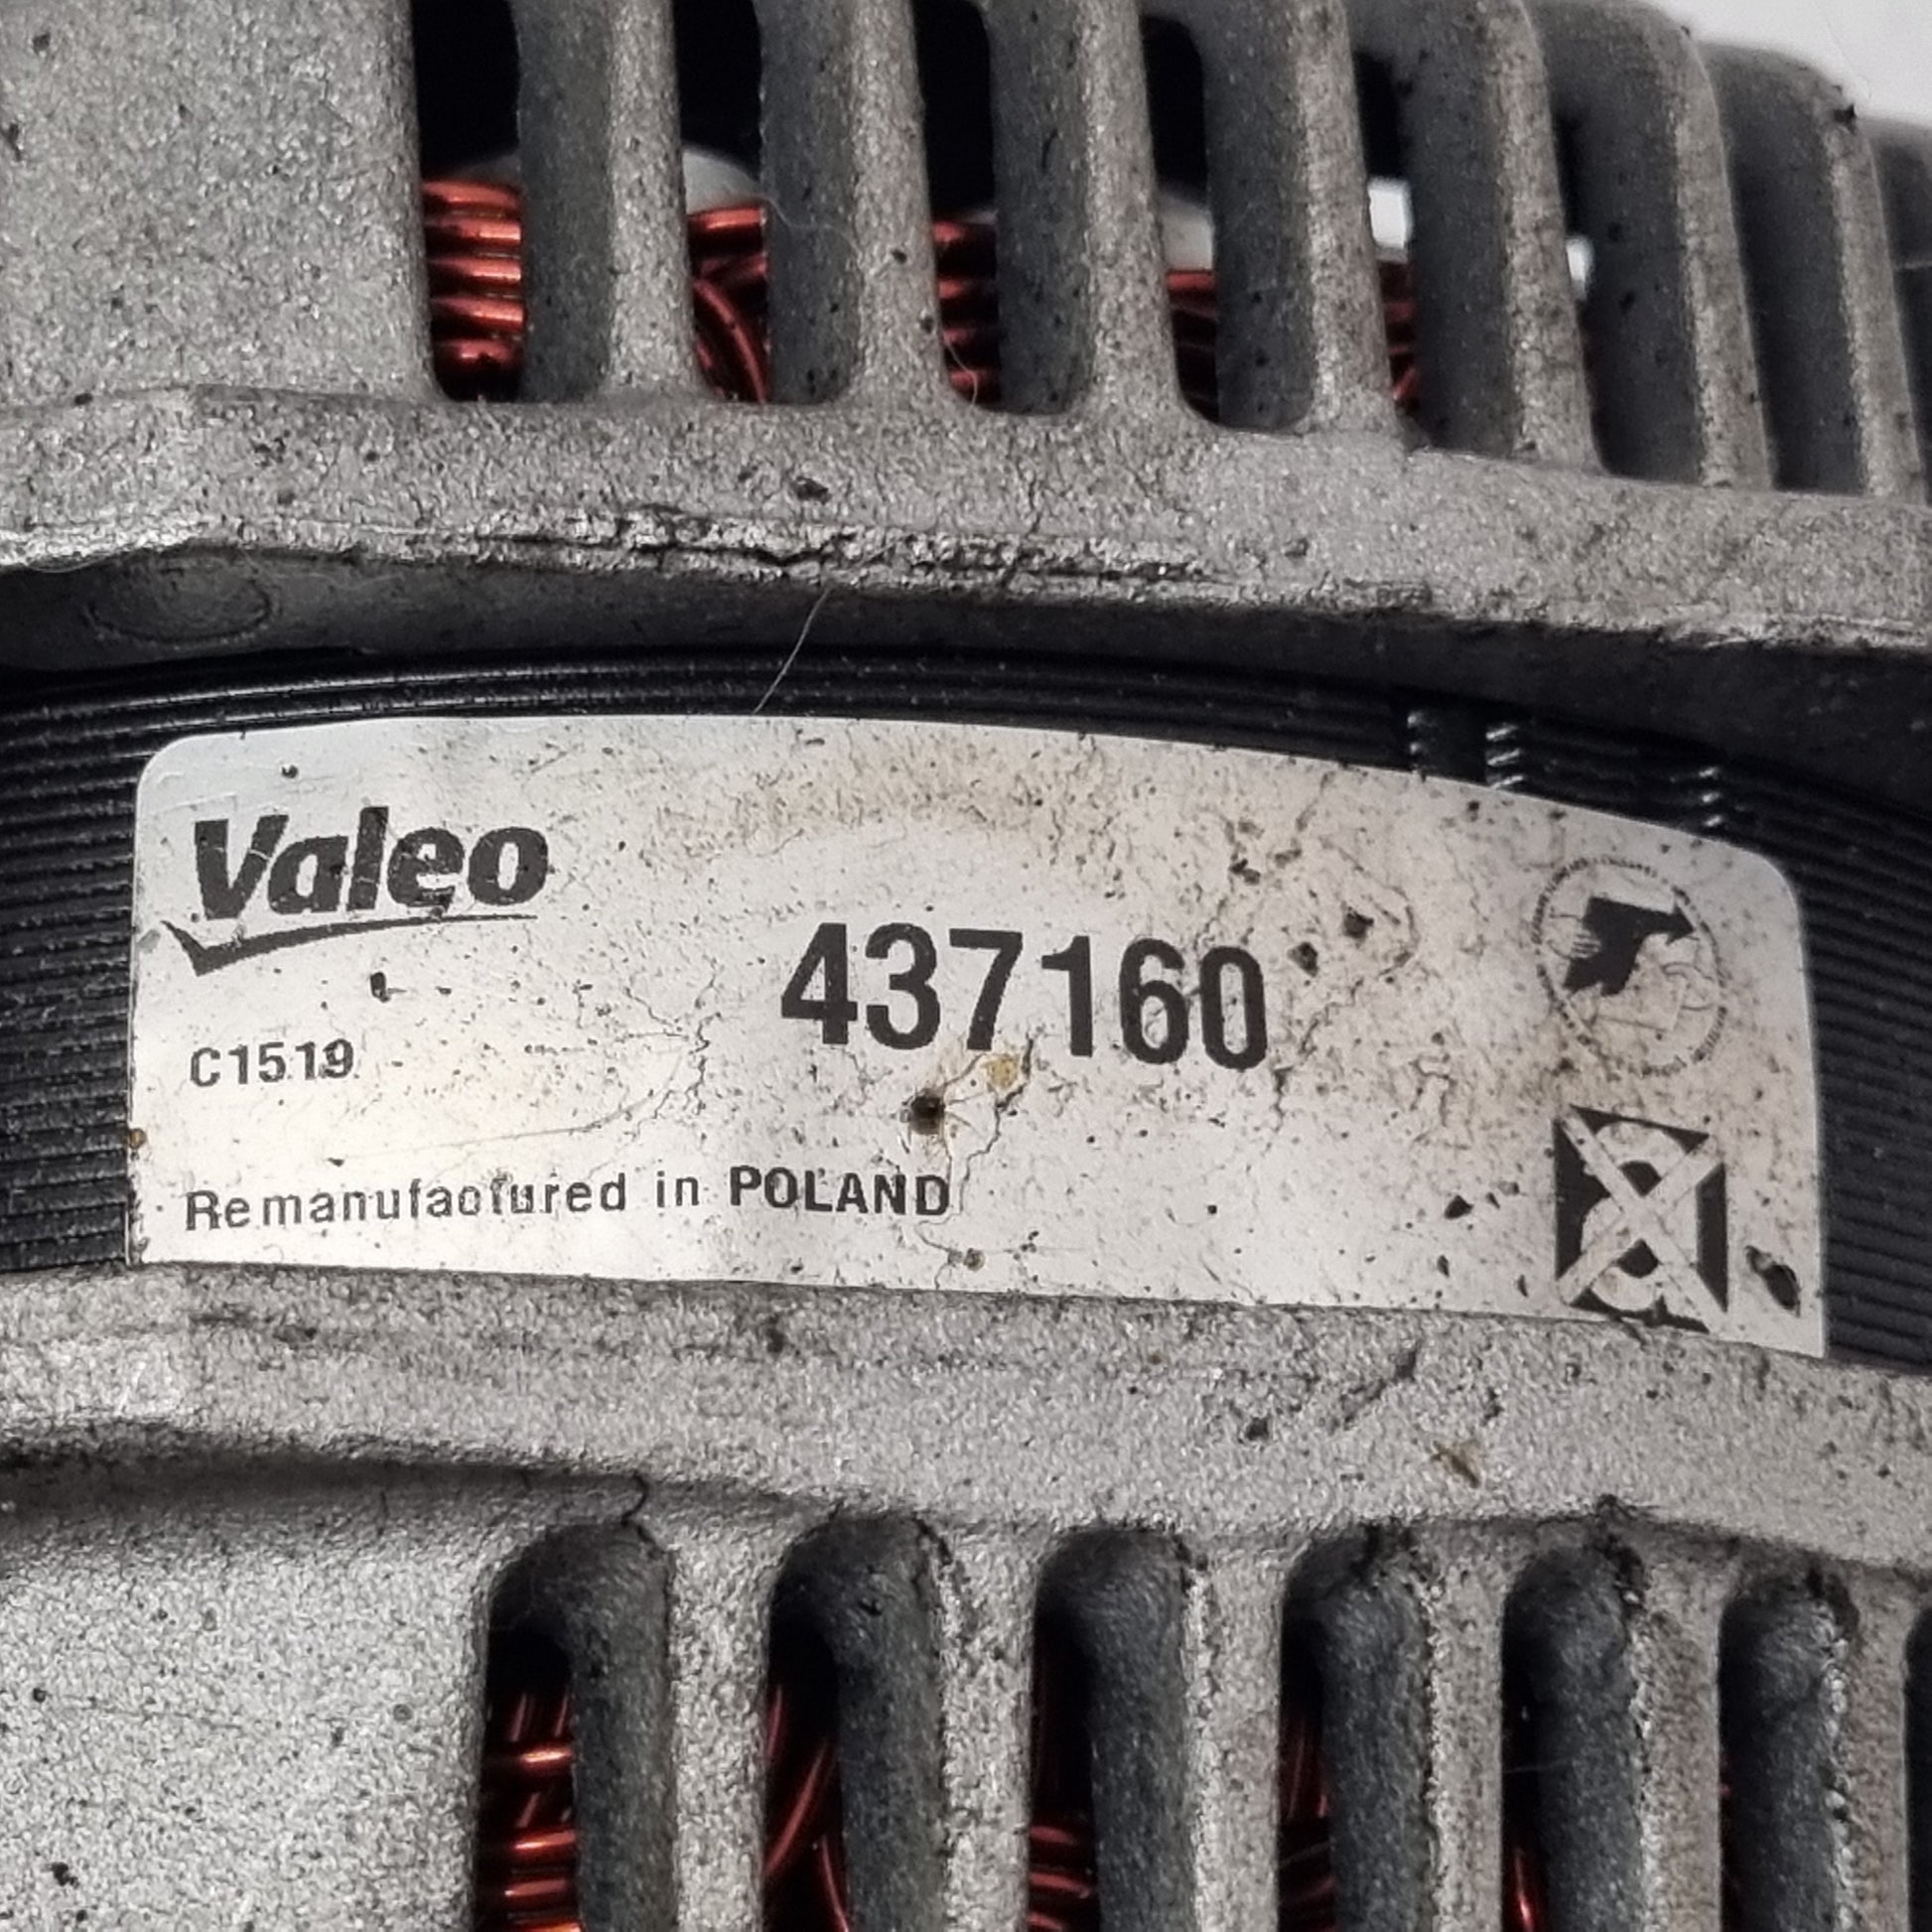 Valeo
437160
C1519
Remanufactured in POLAND